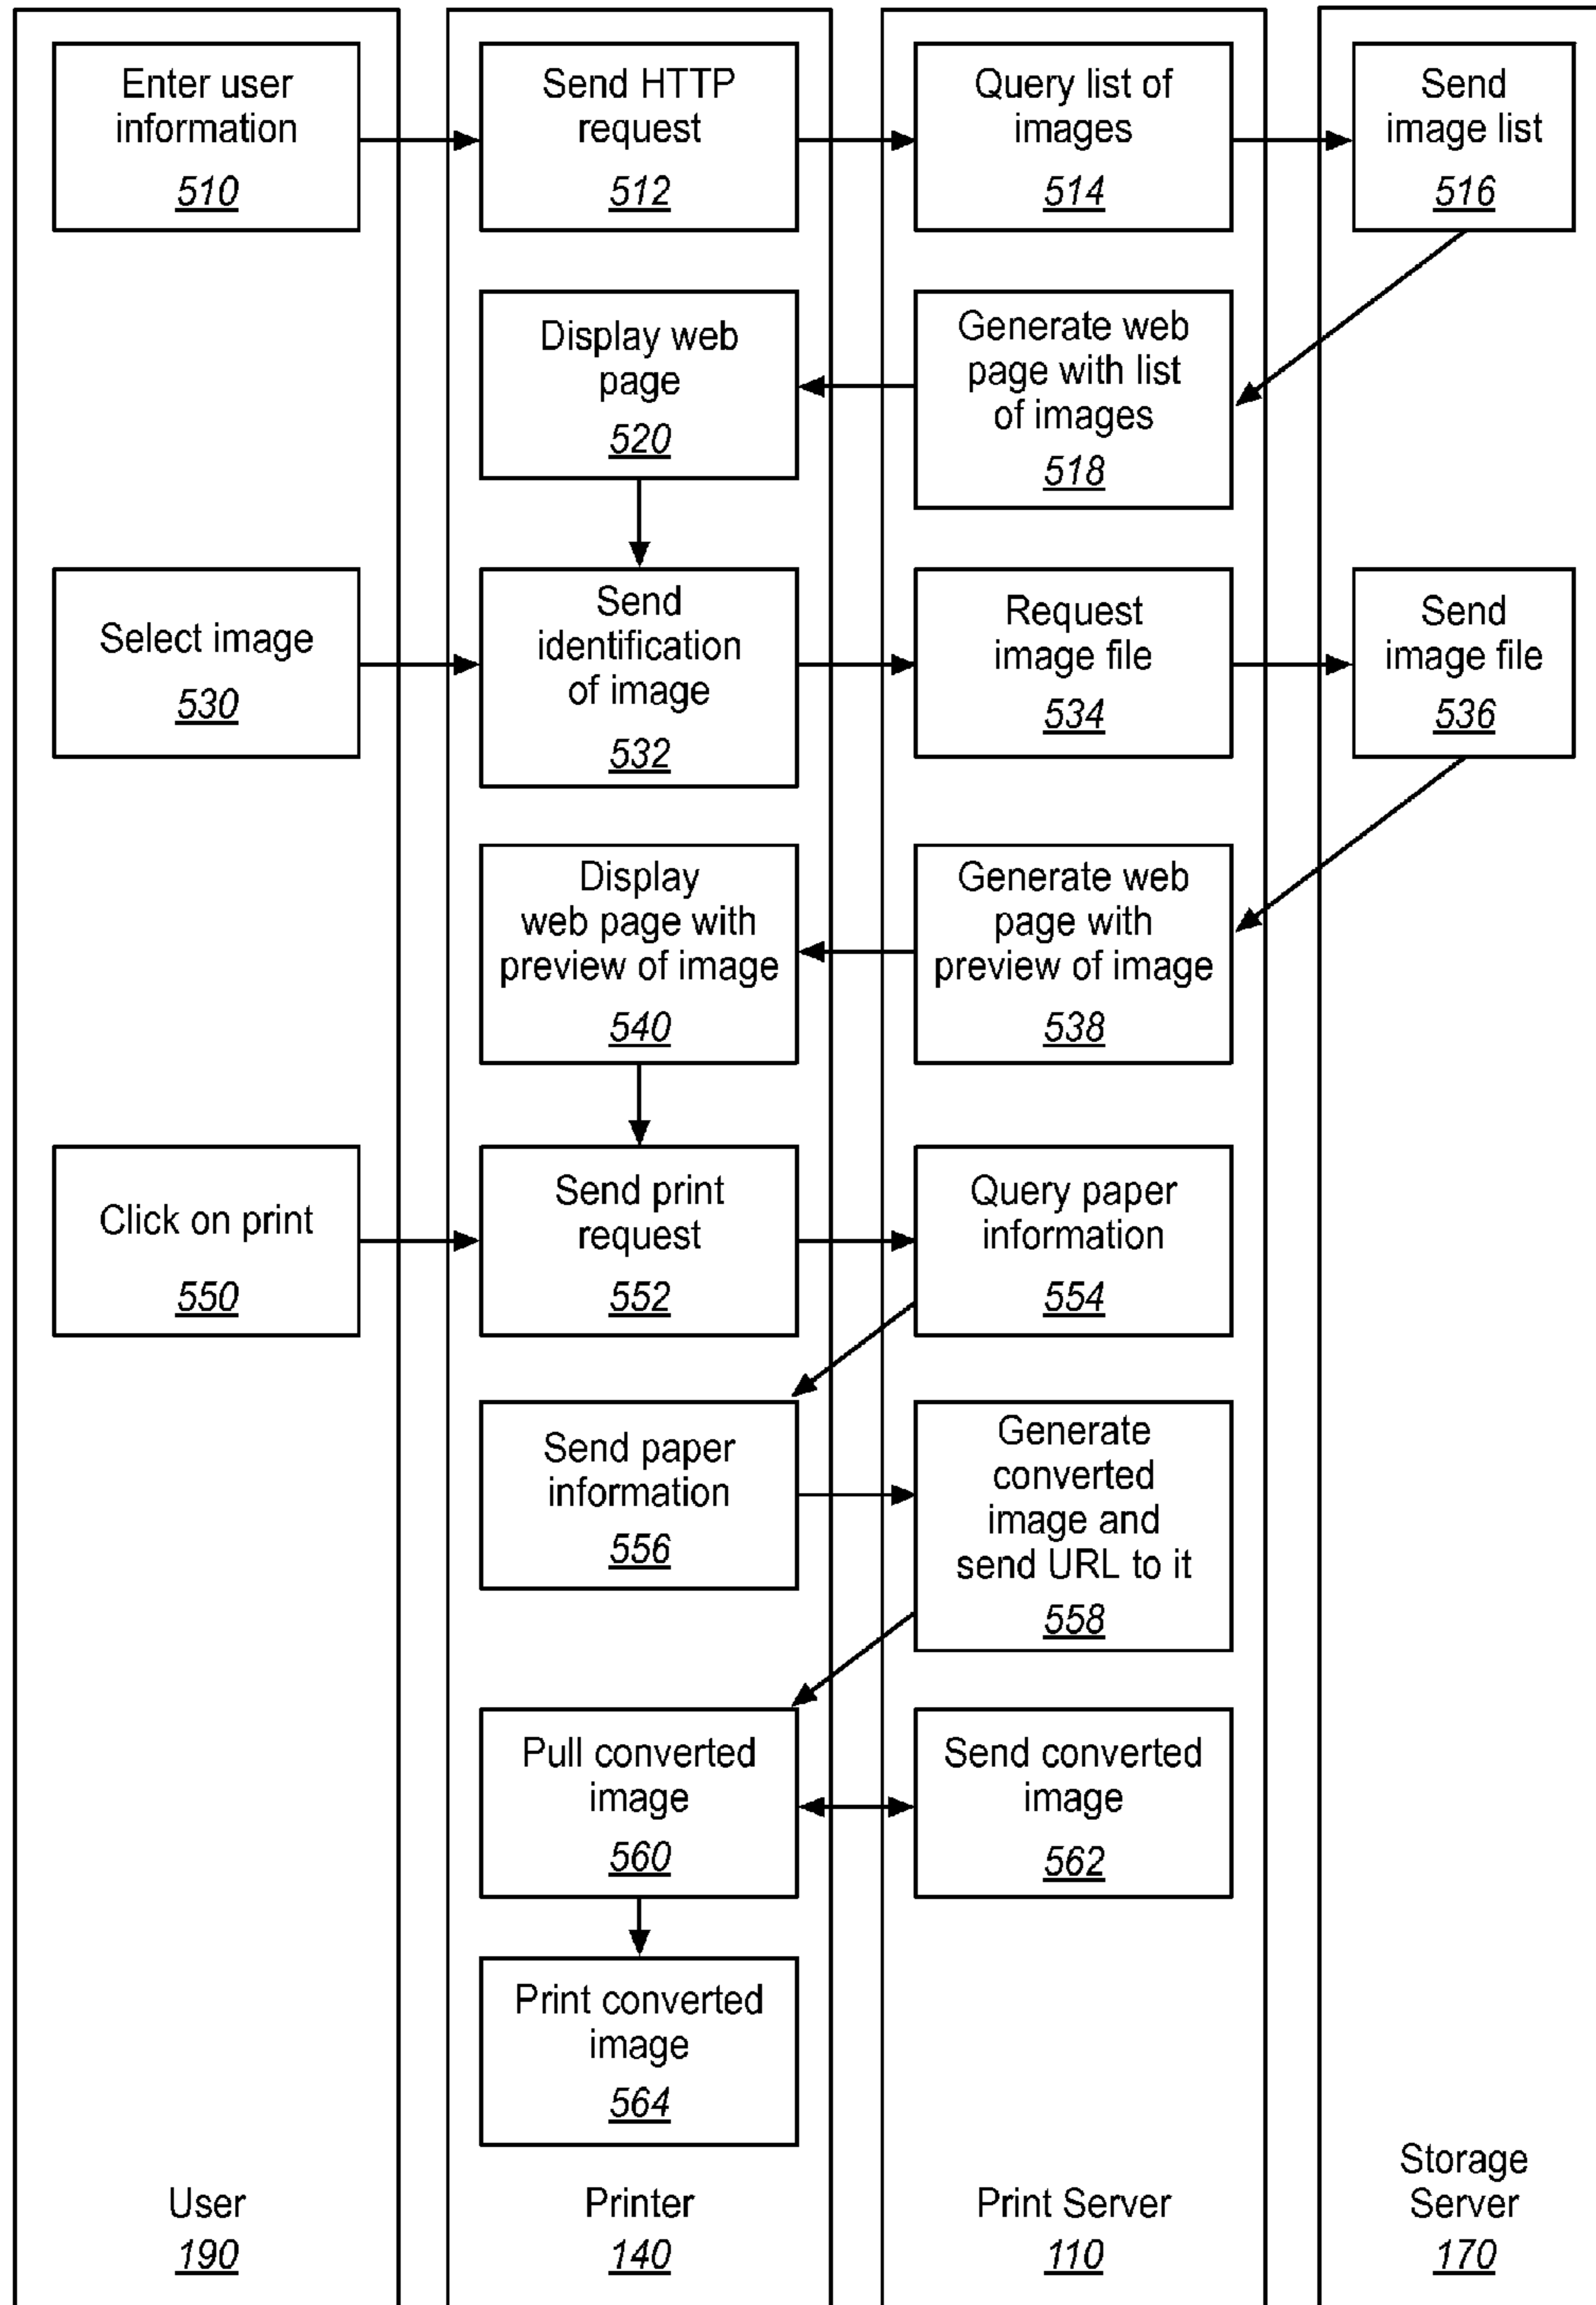 Enter user
information
510
Send HTTP
request
512
Query list of
images
514
Send
image list
516
Display web
page
520
Generate web
page with list
of images
518
Select image
530
Send
identification
of image
532
Request
image file
534
Send
image file
536
Display
web page with
preview of image
540
Generate web
page with
preview of image
538
Click on print
550
Send print
request
552
Query paper
information
554
Send paper
information
556
Generate
converted
image and
send URL to it
558
Pull converted
image
560
Send converted
image
562
Print converted
image
564
User
190
Printer
140
Print Server
110
Storage
Server
170